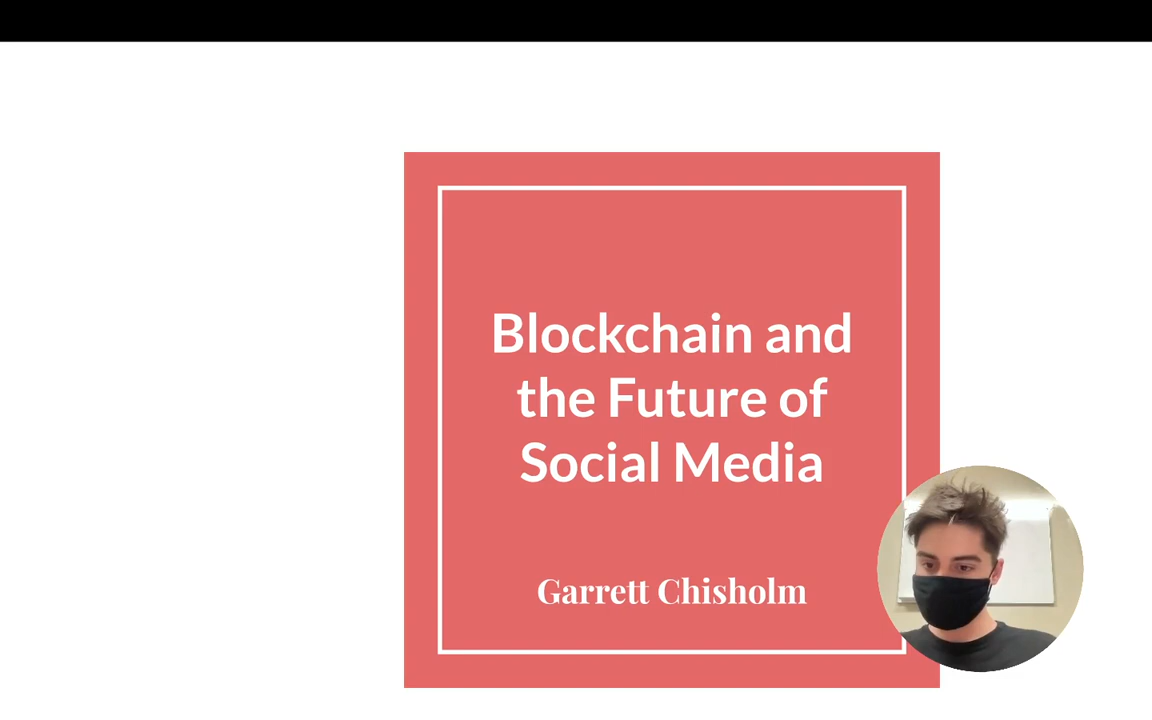 Blockchain and
the Future of
Social Media
Garrett Chisholm